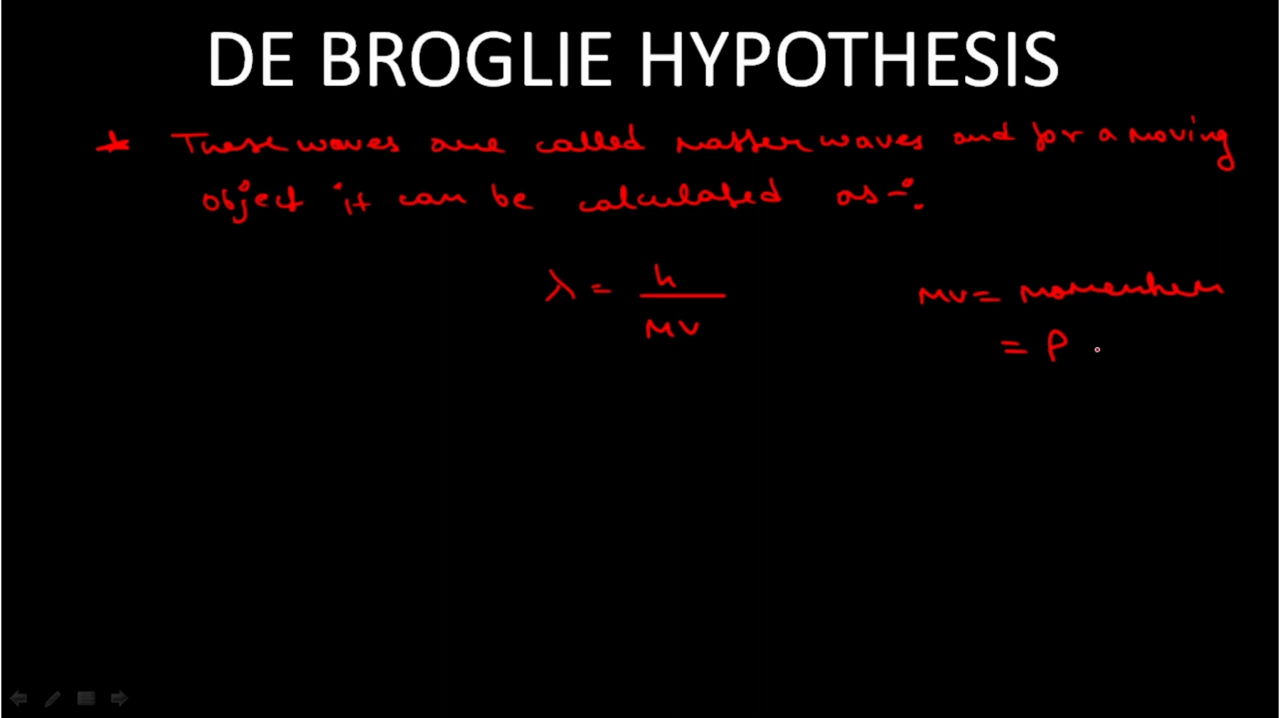 DE BROGLIE HYPOTHESIS
* These waves are called matter waves and for a moving
object it can be calculated as -:
λ = h / MV
MV = momentum
= P